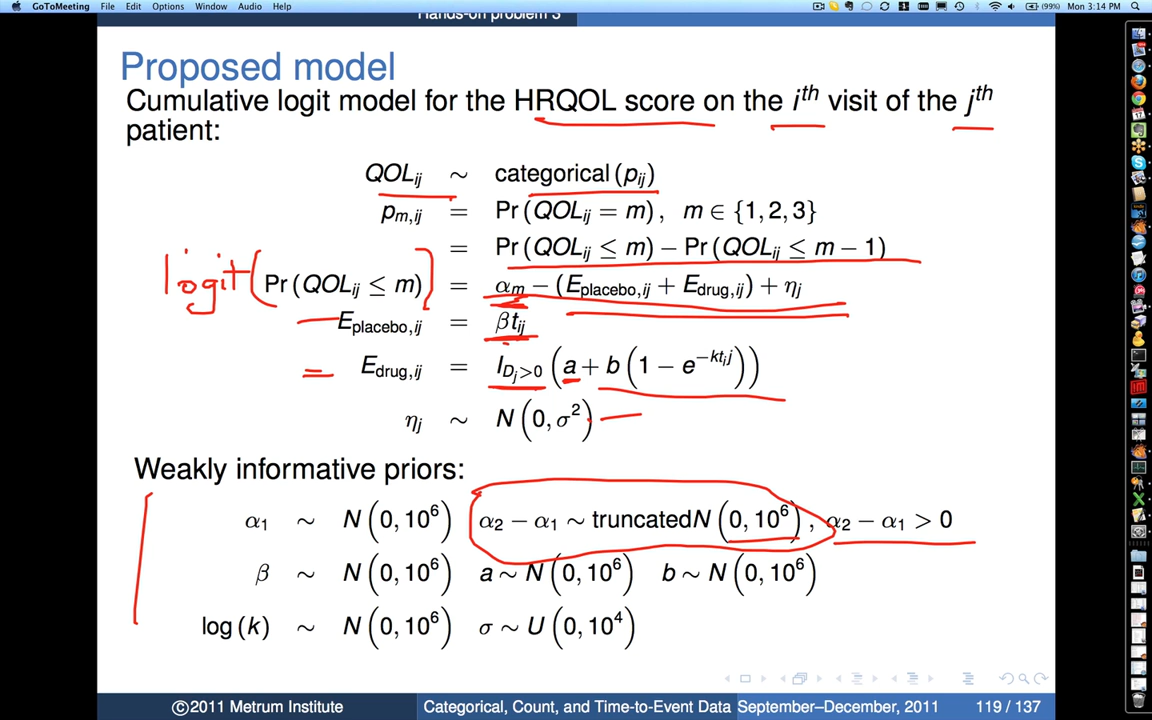 GoToMeeting File Edit Options Window Audio Help (99%) Mon 3:14 PM
Hands-on problem 3
Proposed model
Cumulative logit model for the HRQOL score on the i^th visit of the j^th
patient:
QOL_ij ∼ categorical (p_ij)
p_m,ij = Pr (QOL_ij = m) , m ∈ {1, 2, 3}
= Pr (QOL_ij ≤ m) − Pr (QOL_ij ≤ m − 1)
logit( Pr (QOL_ij ≤ m) ) = α_m − (E_placebo,ij + E_drug,ij) + η_j
E_placebo,ij = βt_ij
E_drug,ij = I_D_j>0 (a + b (1 − e^−kt_ij))
η_j ∼ N (0, σ^2)
Weakly informative priors:
α_1 ∼ N (0, 10^6) α_2 − α_1 ∼ truncatedN (0, 10^6) , α_2 − α_1 > 0
β ∼ N (0, 10^6) a ∼ N (0, 10^6) b ∼ N (0, 10^6)
log (k) ∼ N (0, 10^6) σ ∼ U (0, 10^4)
©2011 Metrum Institute Categorical, Count, and Time-to-Event Data September–December, 2011 119 / 137